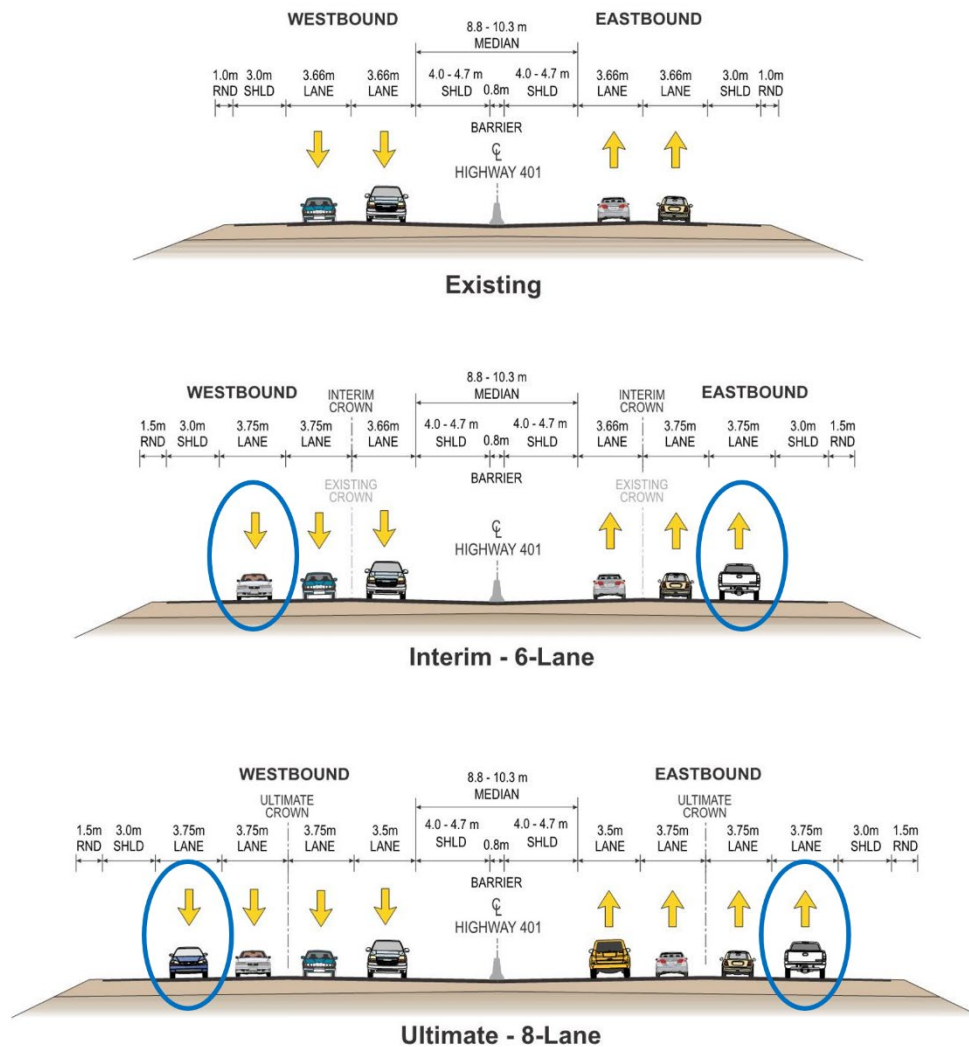 WESTBOUND
EASTBOUND
8.8 - 10.3 m
MEDIAN
1.0m
RND
3.0m
SHLD
3.66m
LANE
3.66m
LANE
4.0 - 4.7 m
SHLD
0.8m
4.0 - 4.7 m
SHLD
3.66m
LANE
3.66m
LANE
3.0m
SHLD
1.0m
RND
BARRIER
℄
HIGHWAY 401
Existing
WESTBOUND
INTERIM
CROWN
8.8 - 10.3 m
MEDIAN
INTERIM
CROWN
EASTBOUND
1.5m
RND
3.0m
SHLD
3.75m
LANE
3.75m
LANE
3.66m
LANE
4.0 - 4.7 m
SHLD
0.8m
4.0 - 4.7 m
SHLD
3.66m
LANE
3.75m
LANE
3.75m
LANE
3.0m
SHLD
1.5m
RND
EXISTING
CROWN
BARRIER
EXISTING
CROWN
℄
HIGHWAY 401
Interim - 6-Lane
WESTBOUND
ULTIMATE
CROWN
8.8 - 10.3 m
MEDIAN
EASTBOUND
ULTIMATE
CROWN
1.5m
RND
3.0m
SHLD
3.75m
LANE
3.75m
LANE
3.75m
LANE
3.5m
LANE
4.0 - 4.7 m
SHLD
0.8m
4.0 - 4.7 m
SHLD
3.5m
LANE
3.75m
LANE
3.75m
LANE
3.75m
LANE
3.0m
SHLD
1.5m
RND
BARRIER
℄
HIGHWAY 401
Ultimate - 8-Lane